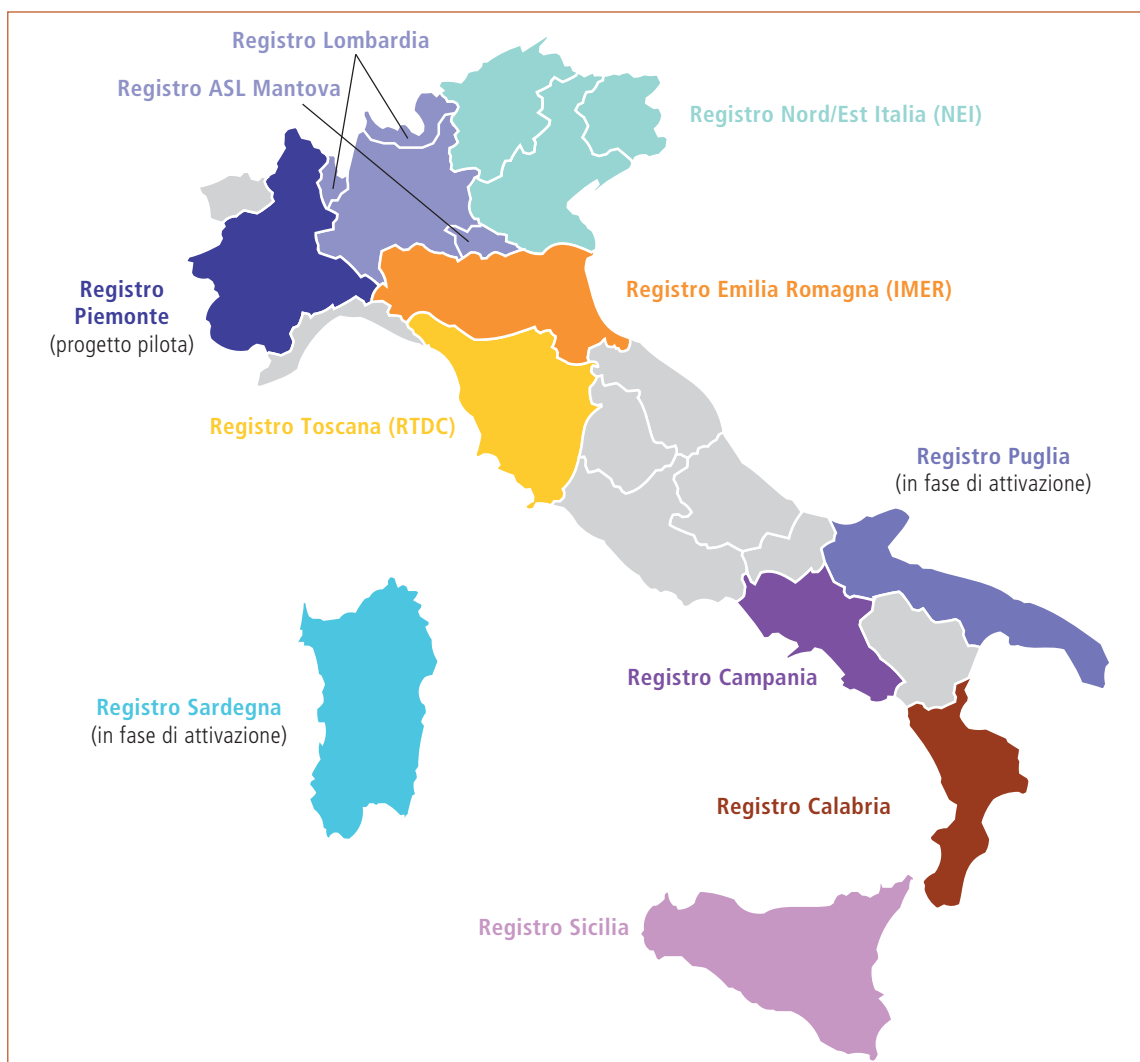 Registro Lombardia
Registro ASL Mantova
Registro Nord/Est Italia (NEI)
Registro
Piemonte
(progetto pilota)
Registro Emilia Romagna (IMER)
Registro Toscana (RTDC)
Registro Puglia
(in fase di attivazione)
Registro Campania
Registro Sardegna
(in fase di attivazione)
Registro Calabria
Registro Sicilia